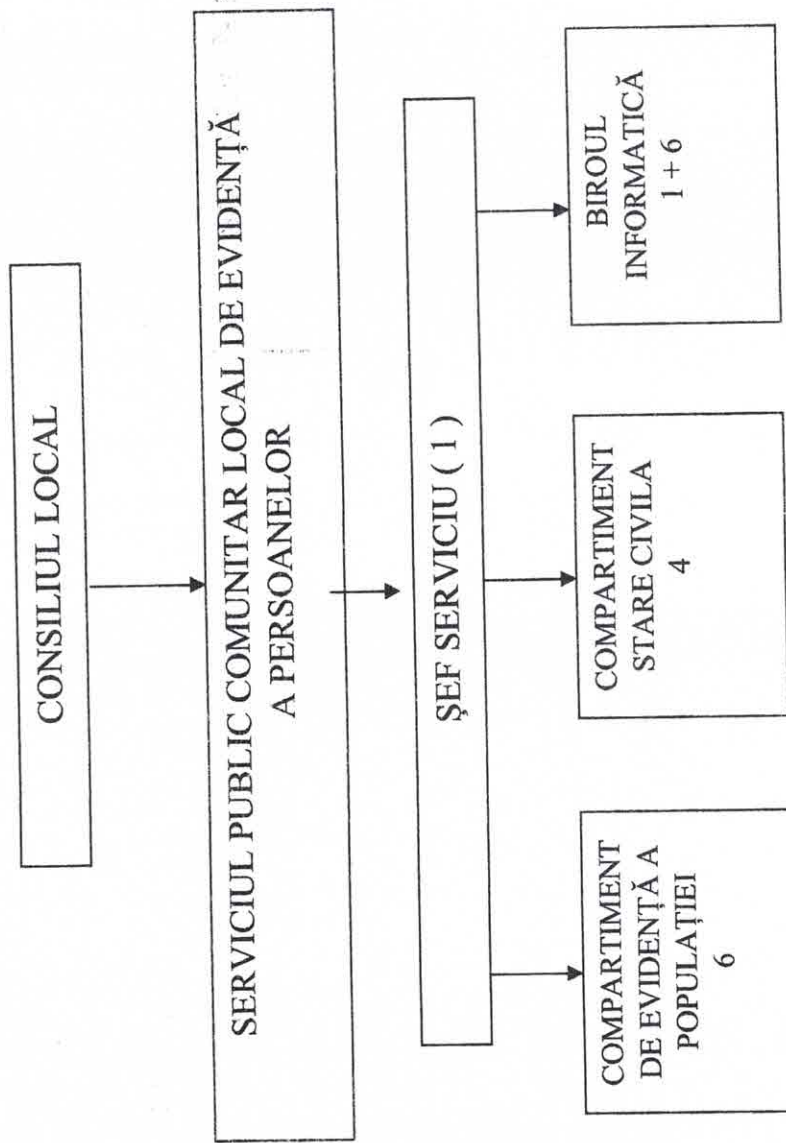 CONSILIUL LOCAL
SERVICIUL PUBLIC COMUNITAR LOCAL DE EVIDENȚĂ
A PERSOANELOR
ŞEF SERVICIU ( 1 )
COMPARTIMENT
DE EVIDENȚĂ A
POPULAȚIEI
6
COMPARTIMENT
STARE CIVILA
4
BIROUL
INFORMATICĂ
1 + 6